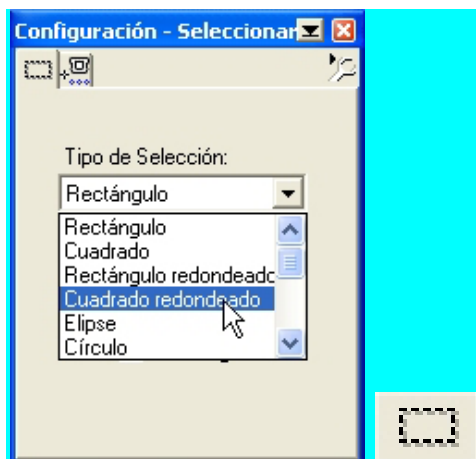 Configuración - Seleccionar
Tipo de Selección:
Rectángulo
Rectángulo
Cuadrado
Rectángulo redondeado
Cuadrado redondeado
Elipse
Círculo